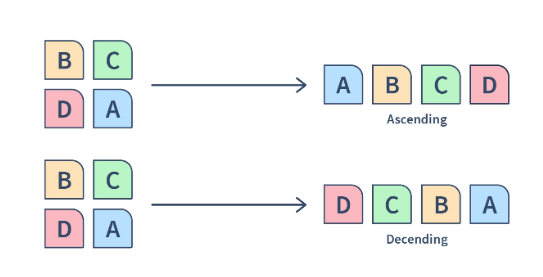 B C
D A
A B C D
Ascending
B C
D A
D C B A
Decending